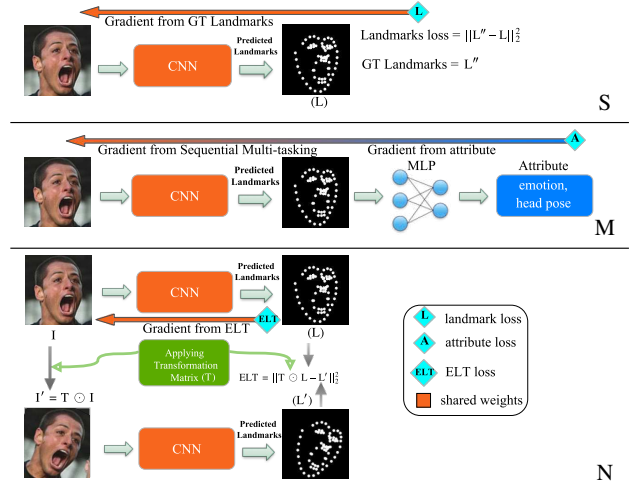 Gradient from GT Landmarks
L
CNN
Predicted
Landmarks
(L)
Landmarks loss = ||L″ − L||₂²
GT Landmarks = L″
S
Gradient from Sequential Multi-tasking
Gradient from attribute
A
CNN
Predicted
Landmarks
MLP
Attribute
emotion,
head pose
M
CNN
Predicted
Landmarks
ELT
Gradient from ELT
I
(L)
Applying
Transformation
Matrix (T)
ELT = ||T ⊙ L − L′||₂²
I′ = T ⊙ I
(L′)
CNN
Predicted
Landmarks
L landmark loss
A attribute loss
ELT ELT loss
shared weights
N